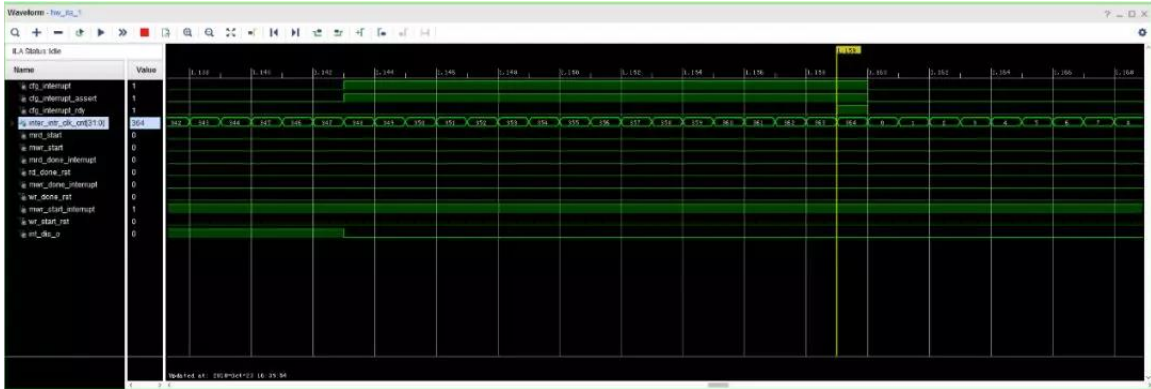 Waveform - hw_ila_1
ILA Status: Idle
Name Value
cfg_interrupt 1
cfg_interrupt_assert 1
cfg_interrupt_rdy 1
inter_intr_clk_cnt[31:0] 364
mrd_start 0
mwr_start 0
mrd_done_interrupt 0
rd_done_rst 0
mwr_done_interrupt 0
wr_done_rst 0
mwr_start_interrupt 1
wr_start_rst 0
int_dis_o 0
1,159
342 343 344 345 346 347 348 349 350 351 352 353 354 355 356 357 358 359 360 361 362 363 364 0 1 2 3 4 5 6 7 8